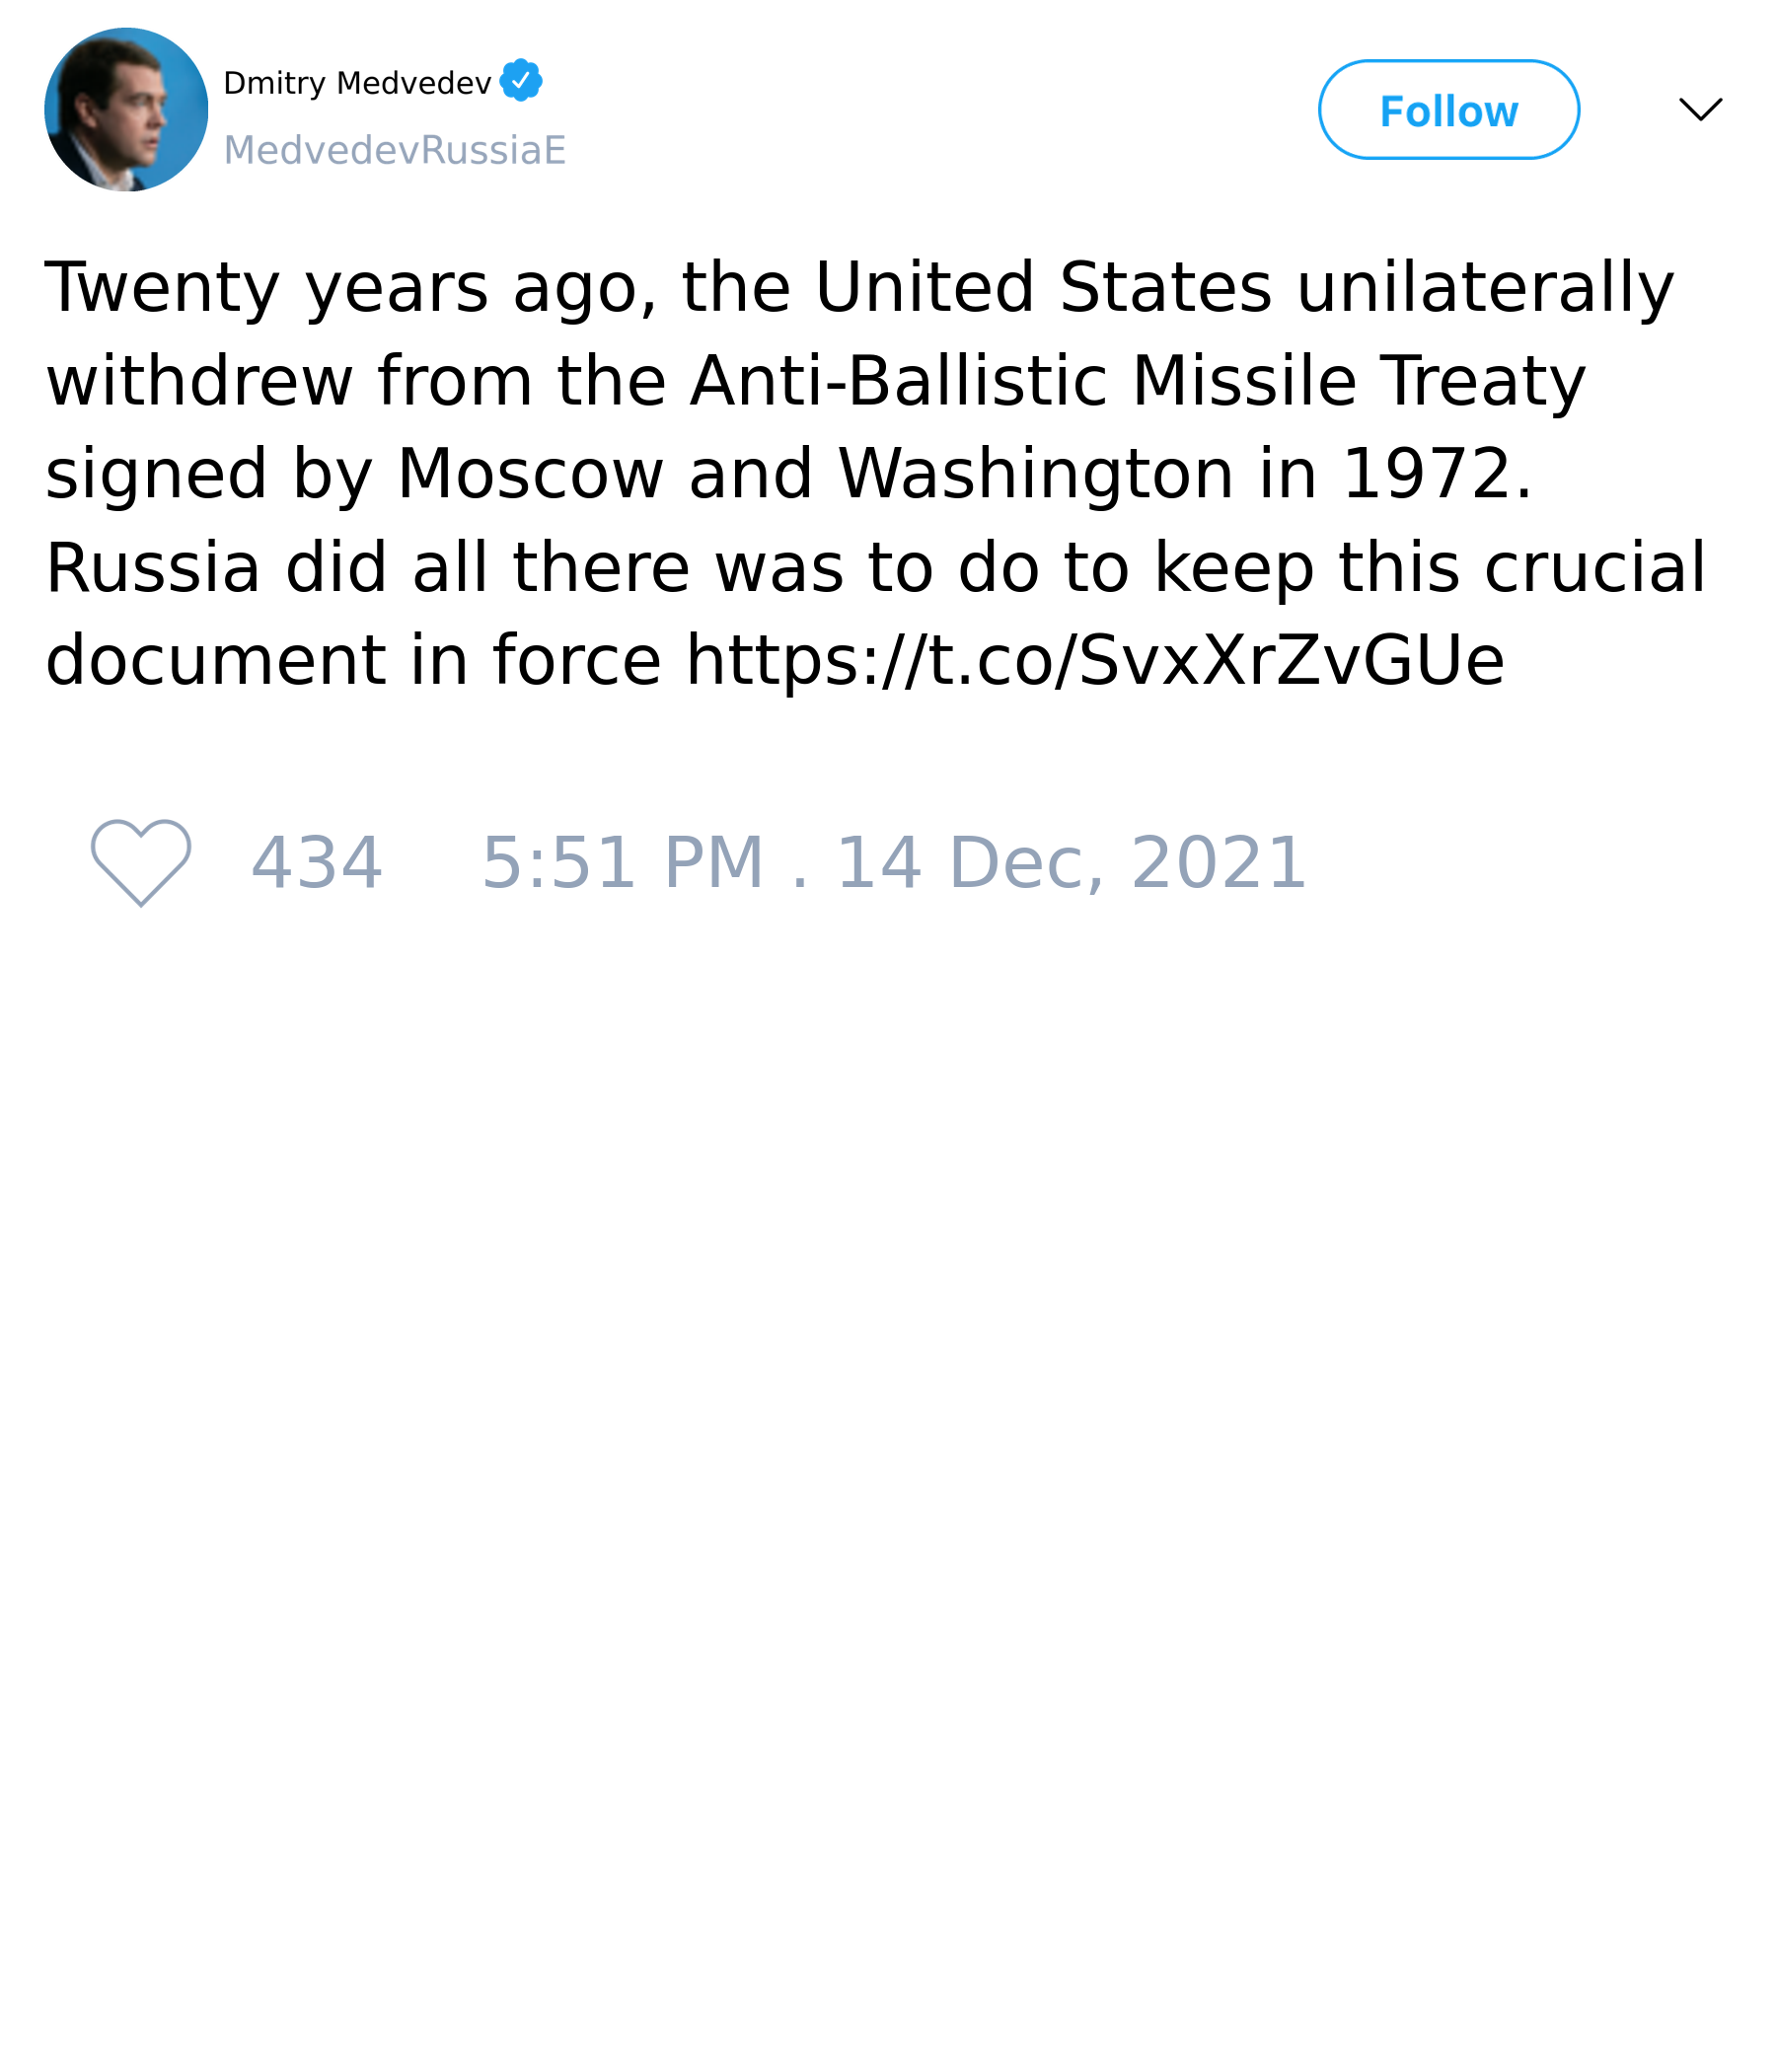 Dmitry Medvedev
MedvedevRussiaE
Follow
Twenty years ago, the United States unilaterally
withdrew from the Anti-Ballistic Missile Treaty
signed by Moscow and Washington in 1972.
Russia did all there was to do to keep this crucial
document in force https://t.co/SvxXrZvGUe
434 5:51 PM . 14 Dec, 2021